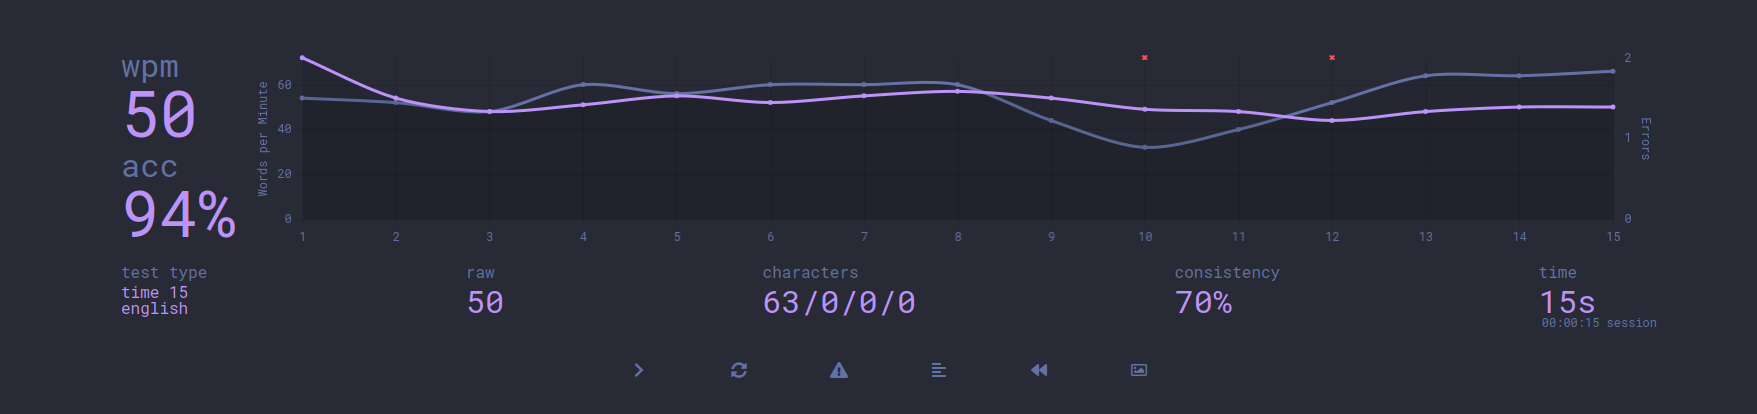 wpm
50
acc
94%
Words per Minute
60
40
20
0
2
1
0
Errors
1 2 3 4 5 6 7 8 9 10 11 12 13 14 15
test type
time 15
english
raw
50
characters
63/0/0/0
consistency
70%
time
15s
00:00:15 session